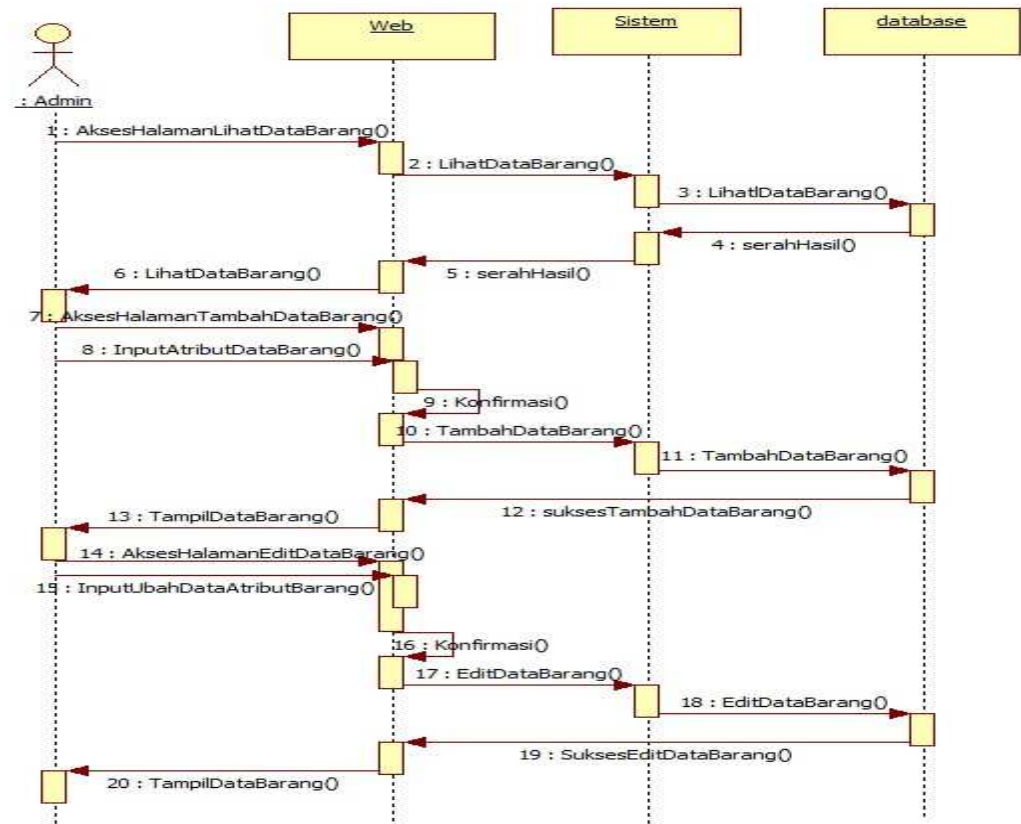 Web
Sistem
database
: Admin
1 : AksesHalamanLihatDataBarang()
2 : LihatDataBarang()
3 : LihatlDataBarang()
4 : serahHasil()
5 : serahHasil()
6 : LihatDataBarang()
7 : AksesHalamanTambahDataBarang()
8 : InputAtributDataBarang()
9 : Konfirmasi()
10 : TambahDataBarang()
11 : TambahDataBarang()
12 : suksesTambahDataBarang()
13 : TampilDataBarang()
14 : AksesHalamanEditDataBarang()
15 : InputUbahDataAtributBarang()
16 : Konfirmasi()
17 : EditDataBarang()
18 : EditDataBarang()
19 : SuksesEditDataBarang()
20 : TampilDataBarang()